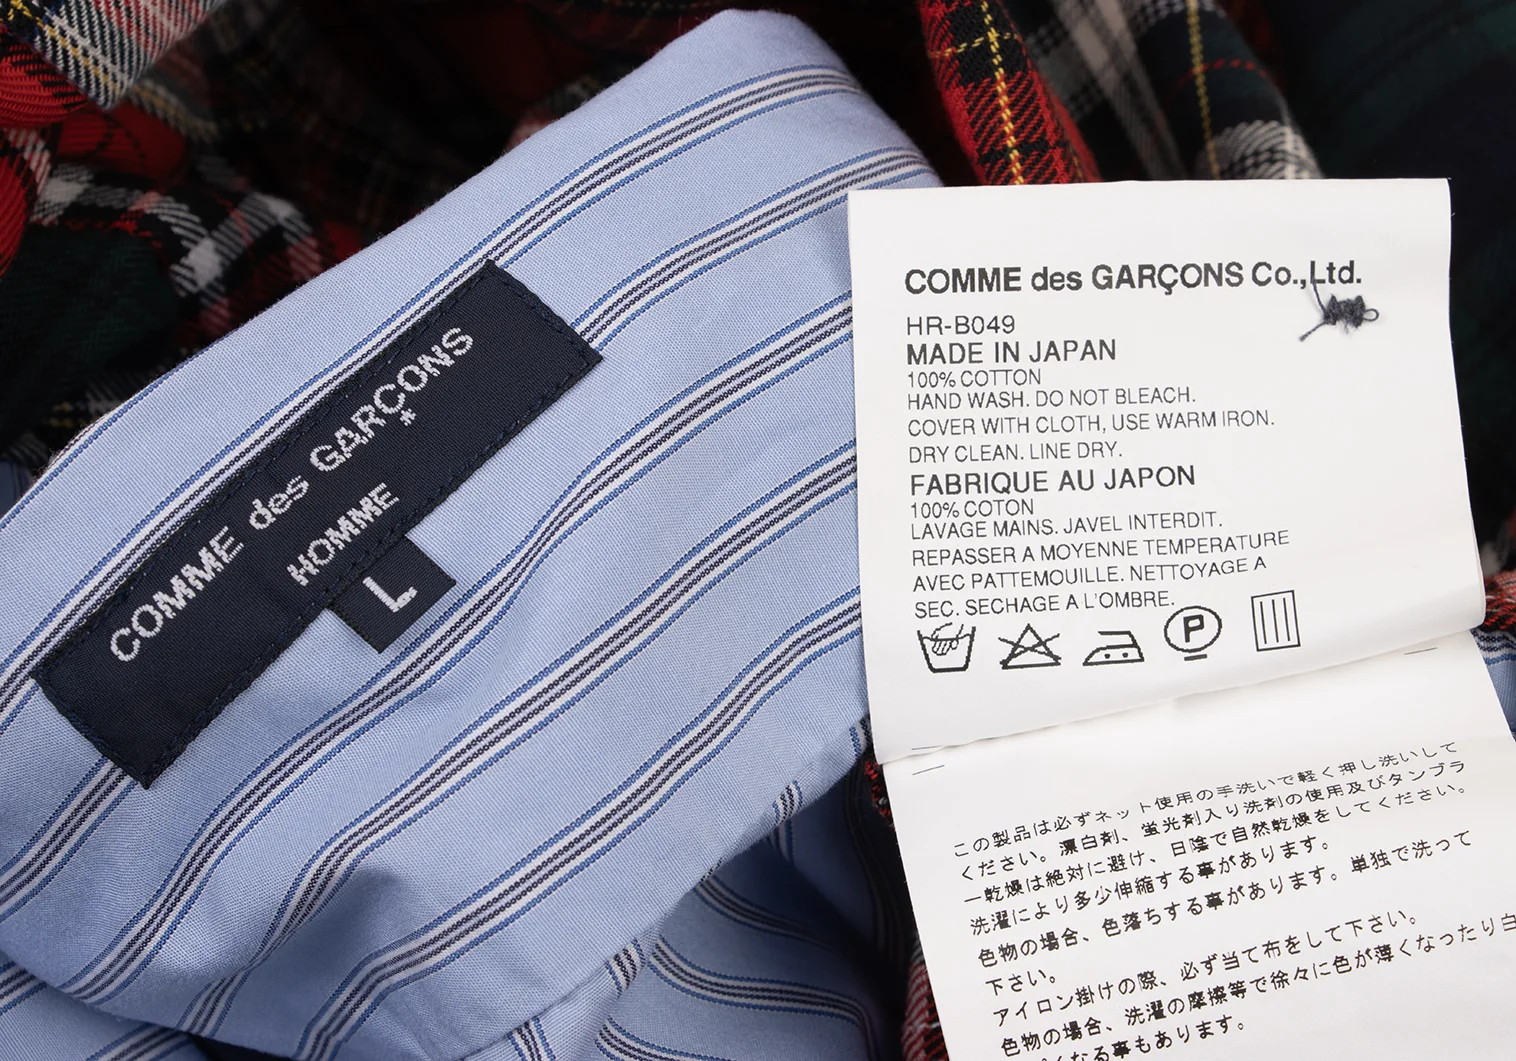 COMME des GARÇONS
HOMME
L
COMME des GARÇONS Co.,Ltd.
HR-B049
MADE IN JAPAN
100% COTTON
HAND WASH. DO NOT BLEACH.
COVER WITH CLOTH, USE WARM IRON.
DRY CLEAN. LINE DRY.
FABRIQUE AU JAPON
100% COTON
LAVAGE MAINS. JAVEL INTERDIT.
REPASSER A MOYENNE TEMPERATURE
AVEC PATTEMOUILLE. NETTOYAGE A
SEC. SECHAGE A L'OMBRE.
P
この製品は必ずネット使用の手洗いで軽く押し洗いして
ください。漂白剤、蛍光剤入り洗剤の使用及びタンブラ
ー乾燥は絶対に避け、日陰で自然乾燥をしてください。
洗濯により多少伸縮する事があります。
色物の場合、色落ちする事があります。単独で洗って
下さい。
アイロン掛けの際、必ず当て布をして下さい。
色物の場合、洗濯の摩擦等で徐々に色が薄くなったり白
くなる事もあります。